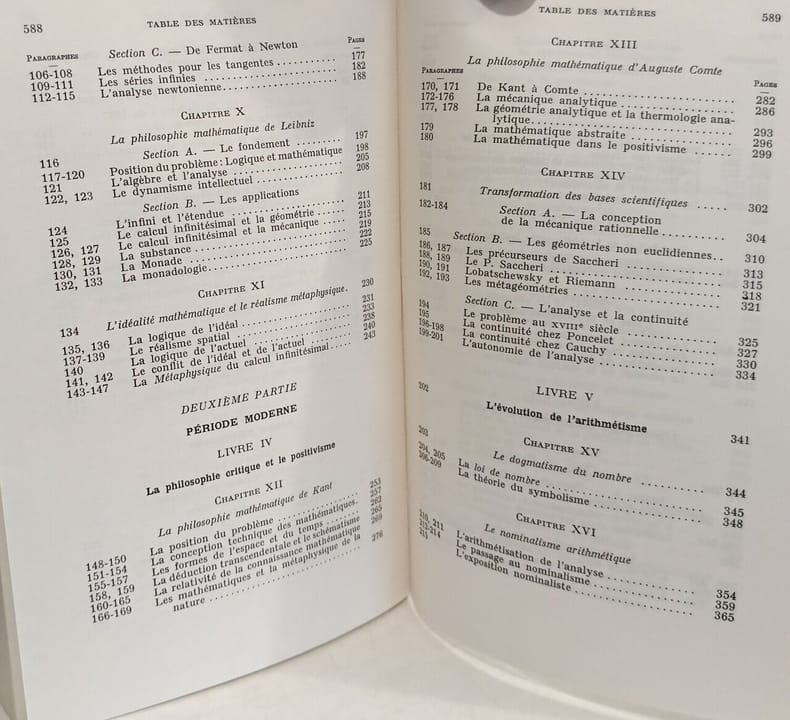 588
TABLE DES MATIÈRES
Section C. — De Fermat à Newton
PARAGRAPHES PAGES
106-108 Les méthodes pour les tangentes 177
109-111 Les séries infinies 182
112-115 L'analyse newtonienne 188
CHAPITRE X
La philosophie mathématique de Leibniz
Section A. — Le fondement 197
116
117-120 Position du problème : Logique et mathématique 198
121 L'algèbre et l'analyse 205
122, 123 Le dynamisme intellectuel 208
Section B. — Les applications
124 L'infini et l'étendue 211
125 Le calcul infinitésimal et la géométrie 213
126, 127 Le calcul infinitésimal et la mécanique 215
128, 129 La substance 219
130, 131 La Monade 222
132, 133 La monadologie 225
CHAPITRE XI
134 L'idéalité mathématique et le réalisme métaphysique. 230
135, 136 La logique de l'idéal 231
137-139 Le réalisme spatial 233
140 La logique de l'actuel 238
141, 142 Le conflit de l'idéal et de l'actuel 240
143-147 La Métaphysique du calcul infinitésimal 243
DEUXIÈME PARTIE
PÉRIODE MODERNE
LIVRE IV
La philosophie critique et le positivisme
CHAPITRE XII
La philosophie mathématique de Kant
148-150 La position du problème 253
151-154 La conception technique des mathématiques. 257
155-157 Les formes de l'espace et du temps 262
158, 159 La déduction transcendentale et le schématisme 265
160-165 La relativité de la connaissance mathématique 269
166-169 Les mathématiques et la métaphysique de la
nature 276
TABLE DES MATIÈRES
589
CHAPITRE XIII
La philosophie mathématique d'Auguste Comte
PARAGRAPHES PAGES
170, 171 De Kant à Comte 282
172-176 La mécanique analytique 286
177, 178 La géométrie analytique et la thermologie ana-
lytique 293
179 La mathématique abstraite 296
180 La mathématique dans le positivisme 299
CHAPITRE XIV
181 Transformation des bases scientifiques 302
182-184 Section A. — La conception
de la mécanique rationnelle 304
185 Section B. — Les géométries non euclidiennes 310
186, 187 Les précurseurs de Saccheri 313
188, 189 Le P. Saccheri 315
190, 191 Lobatschewsky et Riemann 318
192, 193 Les métagéométries 321
Section C. — L'analyse et la continuité
194 Le problème au XVIIIe siècle 325
195 La continuité chez Poncelet 327
196-198 La continuité chez Cauchy 330
199-201 L'autonomie de l'analyse 334
LIVRE V
202 L'évolution de l'arithmétisme 341
CHAPITRE XV
203 Le dogmatisme du nombre 344
204, 205 La loi de nombre 345
206-209 La théorie du symbolisme 348
CHAPITRE XVI
Le nominalisme arithmétique
210, 211 L'arithmétisation de l'analyse 354
212-214 Le passage au nominalisme 359
L'exposition nominaliste 365